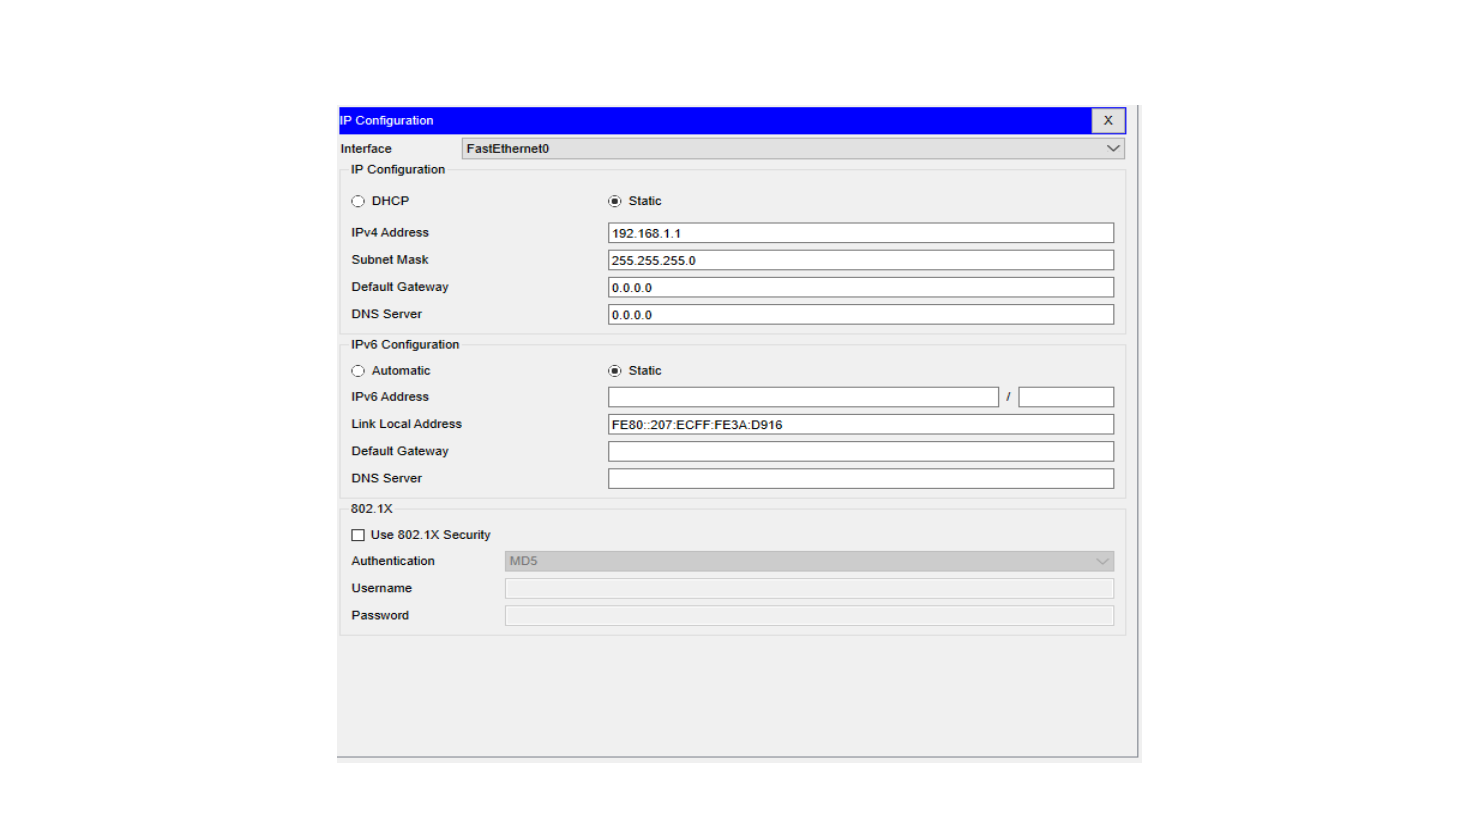 IP Configuration X
Interface FastEthernet0
IP Configuration
DHCP Static
IPv4 Address 192.168.1.1
Subnet Mask 255.255.255.0
Default Gateway 0.0.0.0
DNS Server 0.0.0.0
IPv6 Configuration
Automatic Static
IPv6 Address /
Link Local Address FE80::207:ECFF:FE3A:D916
Default Gateway
DNS Server
802.1X
Use 802.1X Security
Authentication MD5
Username
Password